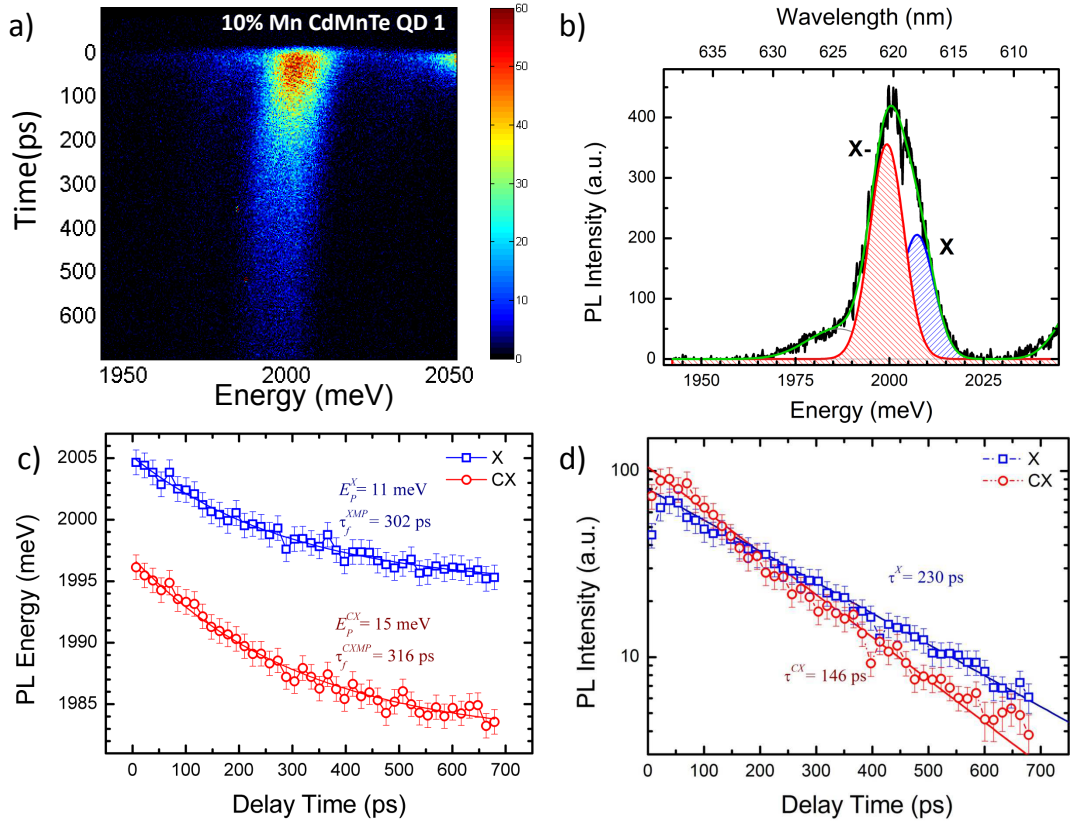 a)
10% Mn CdMnTe QD 1
Time(ps)
0
100
200
300
400
500
600
1950
2000
2050
Energy (meV)
60
50
40
30
20
10
0
b)
Wavelength (nm)
635 630 625 620 615 610
PL Intensity (a.u.)
400
300
200
100
0
X-
X
1950 1975 2000 2025
Energy (meV)
c)
PL Energy (meV)
2005
2000
1995
1990
1985
X
CX
E_P^X = 11 meV
τ_f^XMP = 302 ps
E_P^CX = 15 meV
τ_f^CXMP = 316 ps
0 100 200 300 400 500 600 700
Delay Time (ps)
d)
PL Intensity (a.u.)
100
10
X
CX
τ^X = 230 ps
τ^CX = 146 ps
0 100 200 300 400 500 600 700
Delay Time (ps)